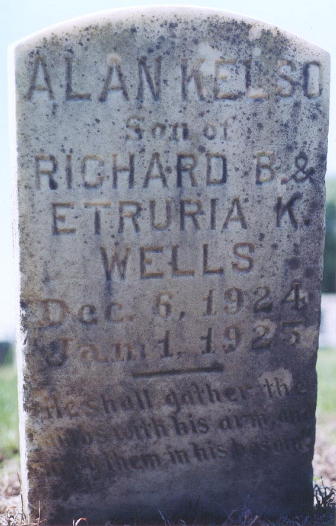 ALAN KELSO
Son of
RICHARD B. &
ETRURIA K.
WELLS
Dec. 6, 1924
Jan 1, 1925
He shall gather the
with his arm and
them in his bosom